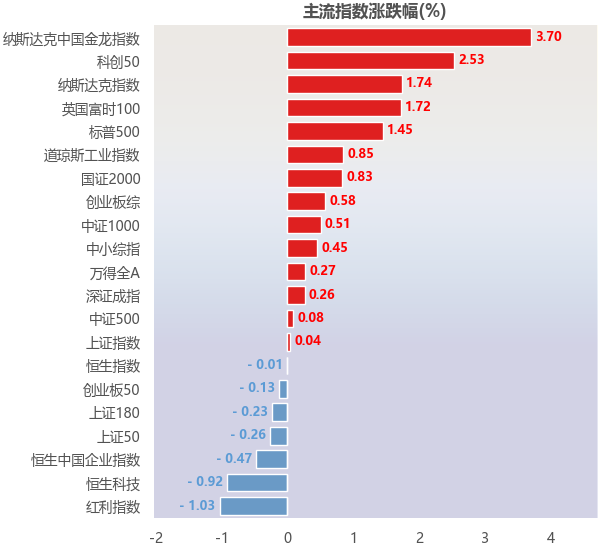 主流指数涨跌幅(%)
纳斯达克中国金龙指数 3.70
科创50 2.53
纳斯达克指数 1.74
英国富时100 1.72
标普500 1.45
道琼斯工业指数 0.85
国证2000 0.83
创业板综 0.58
中证1000 0.51
中小综指 0.45
万得全A 0.27
深证成指 0.26
中证500 0.08
上证指数 0.04
恒生指数 - 0.01
创业板50 - 0.13
上证180 - 0.23
上证50 - 0.26
恒生中国企业指数 - 0.47
恒生科技 - 0.92
红利指数 - 1.03
-2 -1 0 1 2 3 4